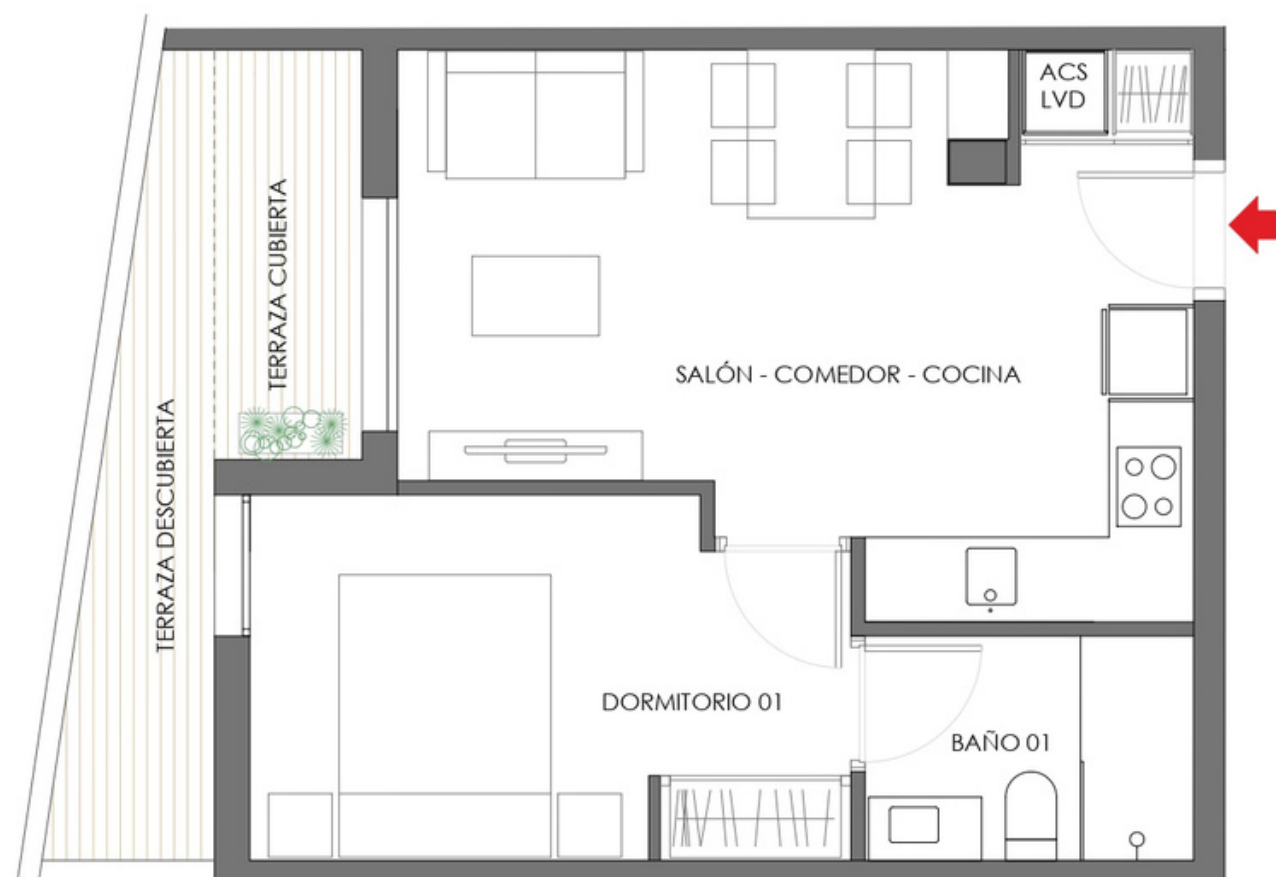 ACS
LVD
TERRAZA CUBIERTA
SALÓN - COMEDOR - COCINA
TERRAZA DESCUBIERTA
DORMITORIO 01
BAÑO 01